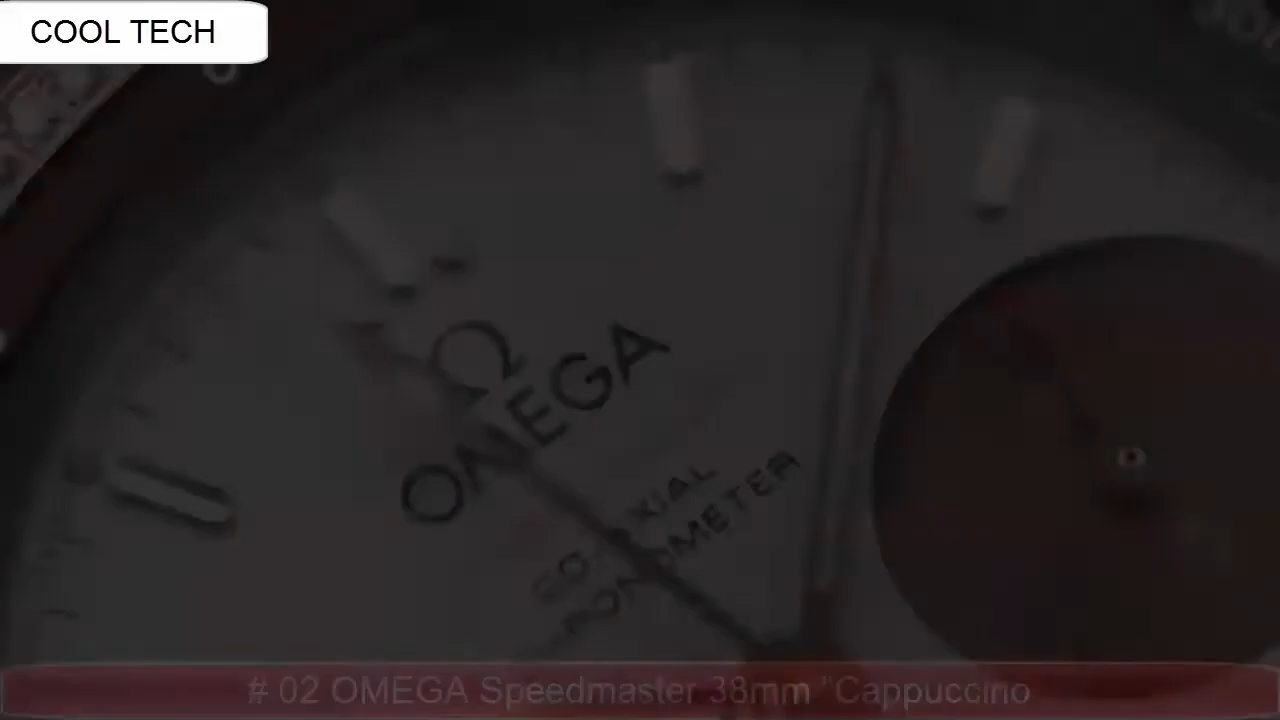 COOL TECH
Ω
OMEGA
CO-AXIAL
CHRONOMETER
# 02 OMEGA Speedmaster 38mm "Cappuccino